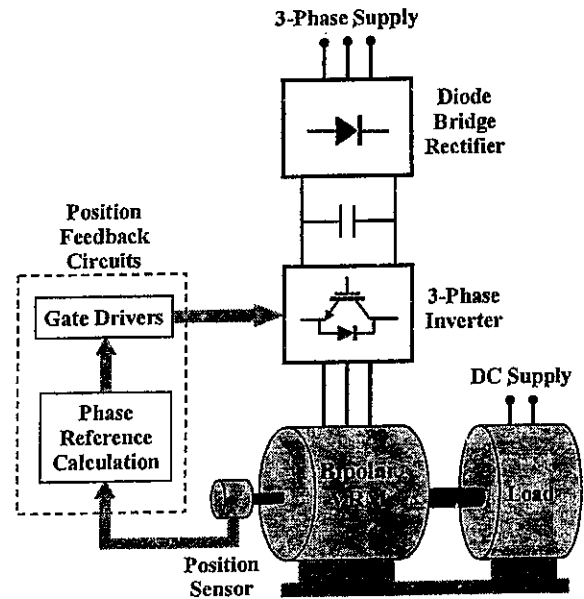 3-Phase Supply
Diode
Bridge
Rectifier
Position
Feedback
Circuits
Gate Drivers
3-Phase
Inverter
DC Supply
Phase
Reference
Calculation
Bipolar
Load
Position
Sensor